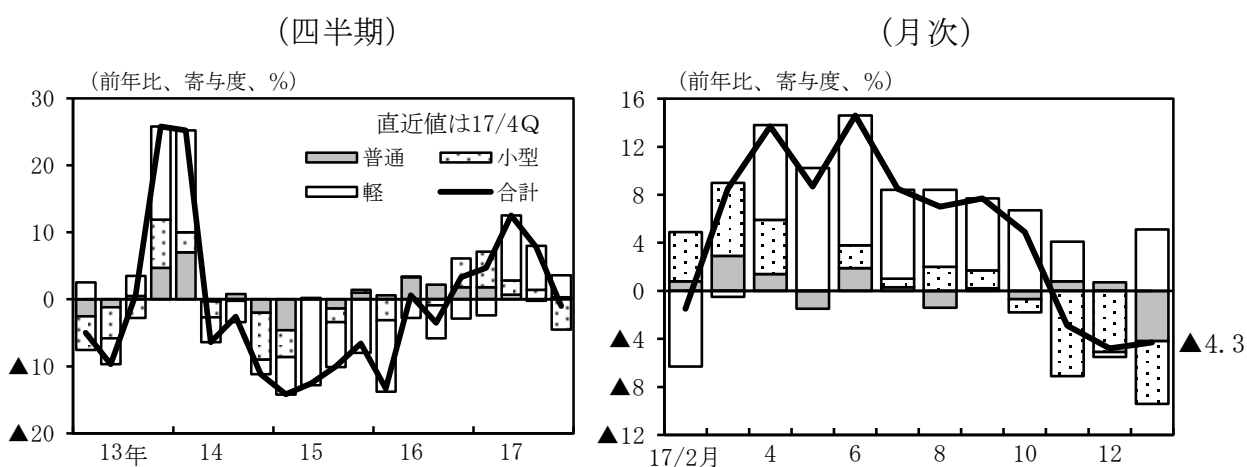 (四半期)
(前年比、寄与度、%)
直近値は17/4Q
普通
小型
軽
合計
30
20
10
0
▲10
▲20
13年
14
15
16
17
(月次)
(前年比、寄与度、%)
16
12
8
4
0
▲4
▲8
▲12
▲4.3
17/2月
4
6
8
10
12